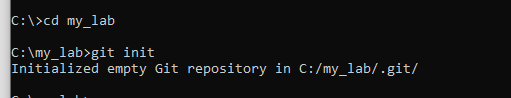 C:\>cd my_lab
C:\my_lab>git init
Initialized empty Git repository in C:/my_lab/.git/